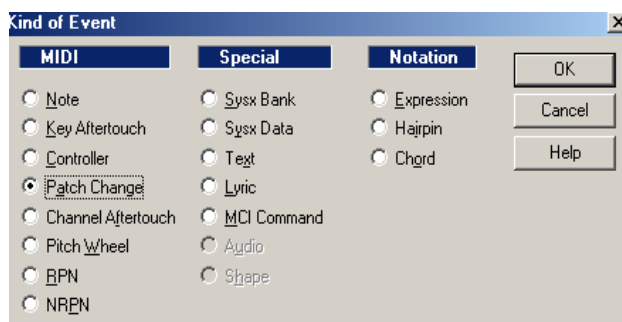 Kind of Event
MIDI
Note
Key Aftertouch
Controller
Patch Change
Channel Aftertouch
Pitch Wheel
RPN
NRPN
Special
Sysx Bank
Sysx Data
Text
Lyric
MCI Command
Audio
Shape
Notation
Expression
Hairpin
Chord
OK
Cancel
Help